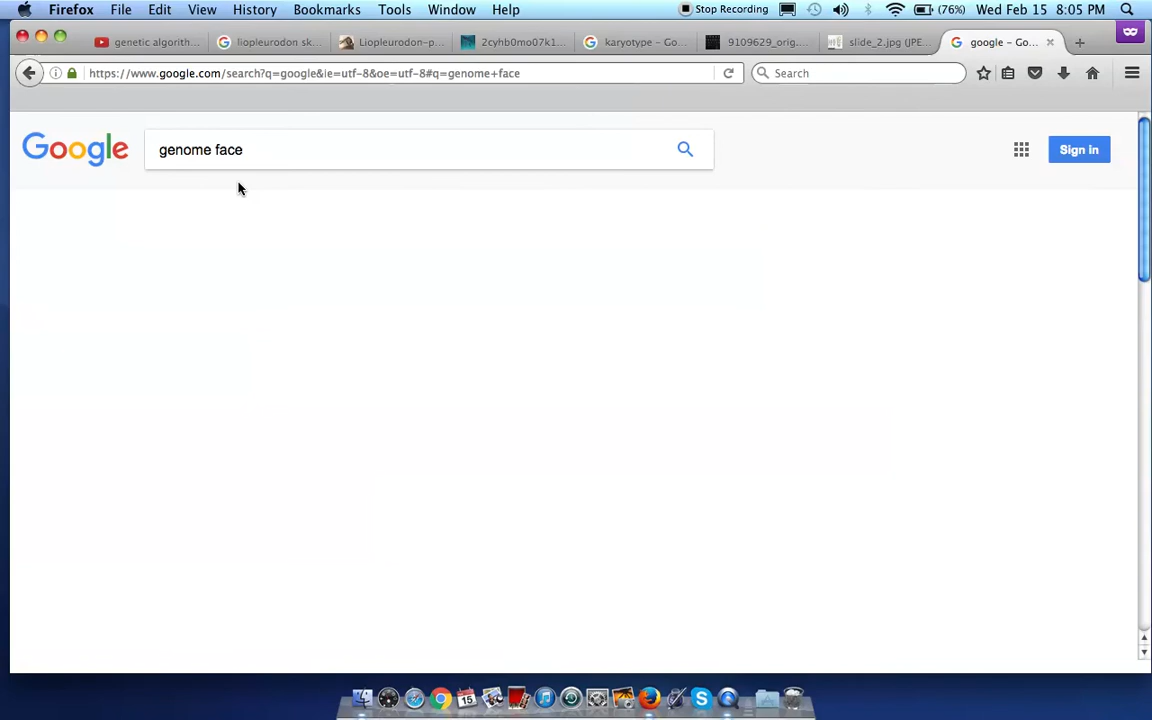 Firefox File Edit View History Bookmarks Tools Window Help Stop Recording (76%) Wed Feb 15 8:05 PM
genetic algorith... liopleurodon sk... Liopleurodon-p... 2cyhb0mo07k1... karyotype - Go... 9109629_orig.... slide_2.jpg (JPE... google - Go...
https://www.google.com/search?q=google&ie=utf-8&oe=utf-8#q=genome+face Search
Google genome face Sign in